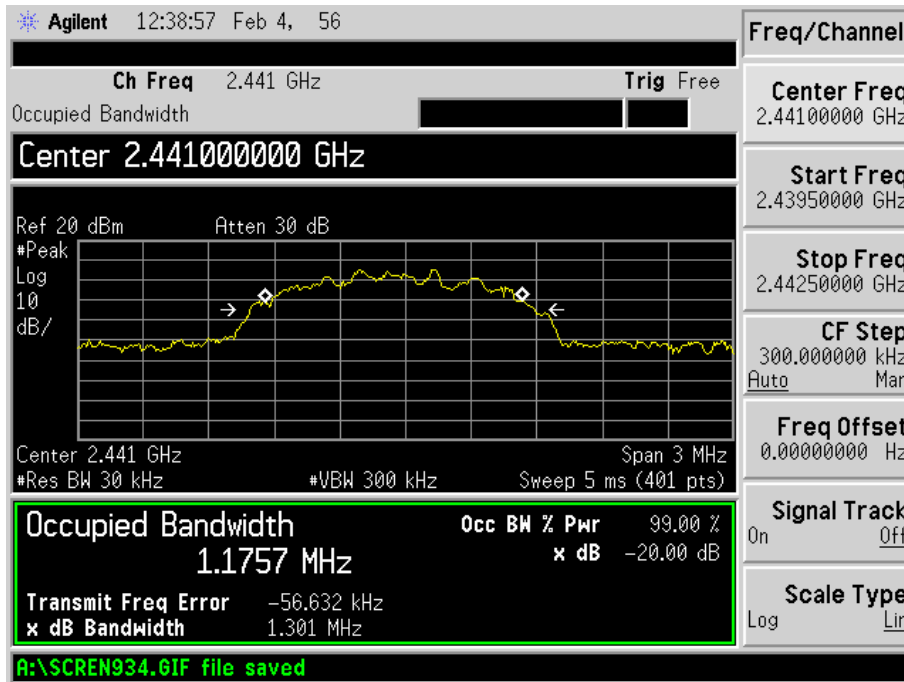 Agilent 12:38:57 Feb 4, 56
Ch Freq 2.441 GHz Trig Free
Occupied Bandwidth
Center 2.441000000 GHz
Ref 20 dBm Atten 30 dB
#Peak
Log
10
dB/
Center 2.441 GHz Span 3 MHz
#Res BW 30 kHz #VBW 300 kHz Sweep 5 ms (401 pts)
Occupied Bandwidth Occ BW % Pwr 99.00 %
1.1757 MHz x dB -20.00 dB
Transmit Freq Error -56.632 kHz
x dB Bandwidth 1.301 MHz
A:\SCREN934.GIF file saved
Freq/Channel
Center Freq
2.44100000 GHz
Start Freq
2.43950000 GHz
Stop Freq
2.44250000 GHz
CF Step
300.000000 kHz
Auto Man
Freq Offset
0.00000000 Hz
Signal Track
On Off
Scale Type
Log Lin